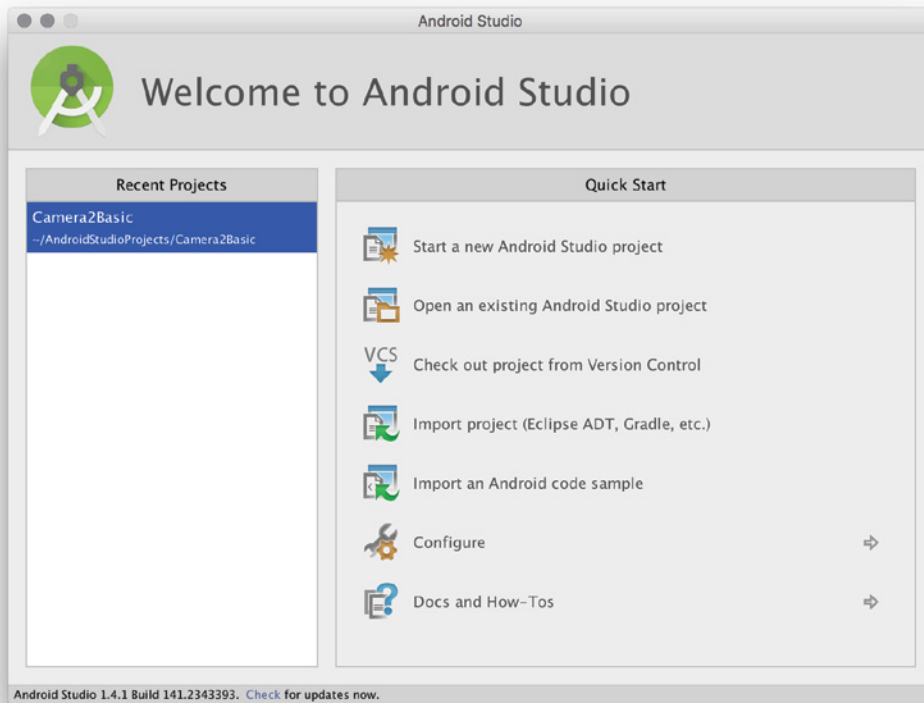 Android Studio
Welcome to Android Studio
Recent Projects
Camera2Basic
~/AndroidStudioProjects/Camera2Basic
Quick Start
Start a new Android Studio project
Open an existing Android Studio project
VCS
Check out project from Version Control
Import project (Eclipse ADT, Gradle, etc.)
Import an Android code sample
Configure
Docs and How-Tos
Android Studio 1.4.1 Build 141.2343393. Check for updates now.